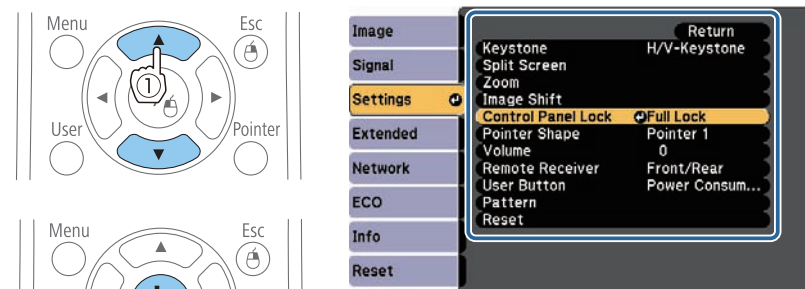 Menu
Esc
1
User
Pointer
Menu
Esc
Image
Signal
Settings
Extended
Network
ECO
Info
Reset
Return
Keystone H/V-Keystone
Split Screen
Zoom
Image Shift
Control Panel Lock Full Lock
Pointer Shape Pointer 1
Volume 0
Remote Receiver Front/Rear
User Button Power Consum...
Pattern
Reset